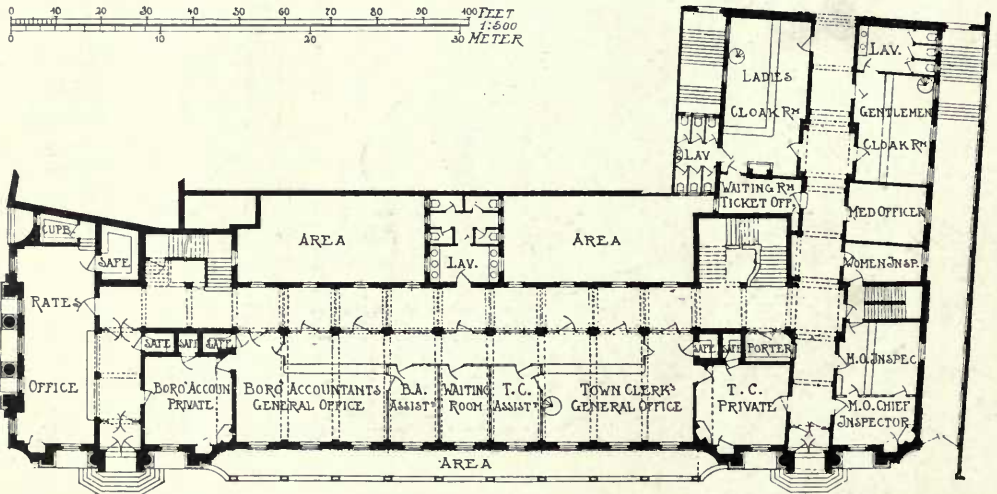 0 10 20 30 40 50 60 70 80 90 100 FEET
1:500
0 10 20 30 METER
LADIES
CLOAK RM
LAV.
GENTLEMEN
CLOAK RM
LAV
WAITING RM
TICKET OFF.
MED OFFICER
WOMEN INSP.
CUPB.
SAFE
AREA
LAV.
AREA
RATES
OFFICE
SAFE
SAFE
SAFE
SAFE
SAFE
PORTER
M.O. INSPEC
BORO' ACCOUN
PRIVATE
BORO' ACCOUNTANTS
GENERAL OFFICE
B.A.
ASSIST.
WAITING
ROOM
T.C.
ASSIST.
TOWN CLERK'S
GENERAL OFFICE
T. C.
PRIVATE
M.O. CHIEF
INSPECTOR
AREA